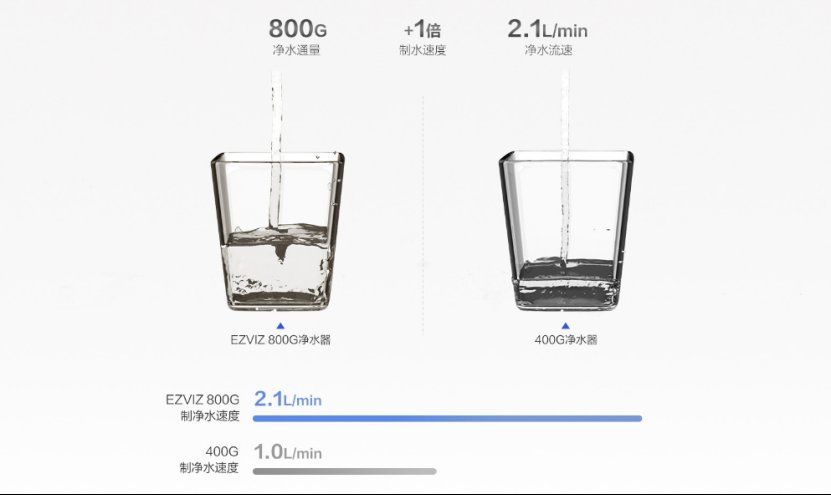 800G
净水通量
+1倍
制水速度
2.1L/min
净水流速
EZVIZ 800G净水器
400G净水器
EZVIZ 800G
制净水速度
2.1L/min
400G
制净水速度
1.0L/min